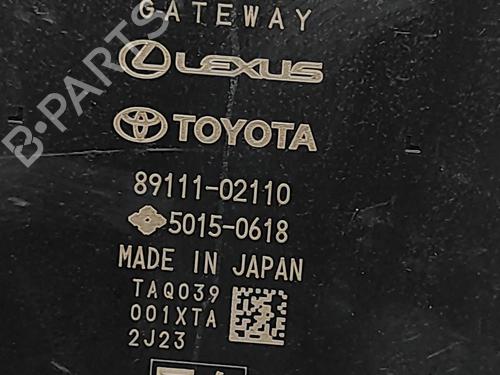 GATEWAY
LEXUS
TOYOTA
89111-02110
5015-0618
MADE IN JAPAN
TAQ039
001XTA
2J23
B-PARTS